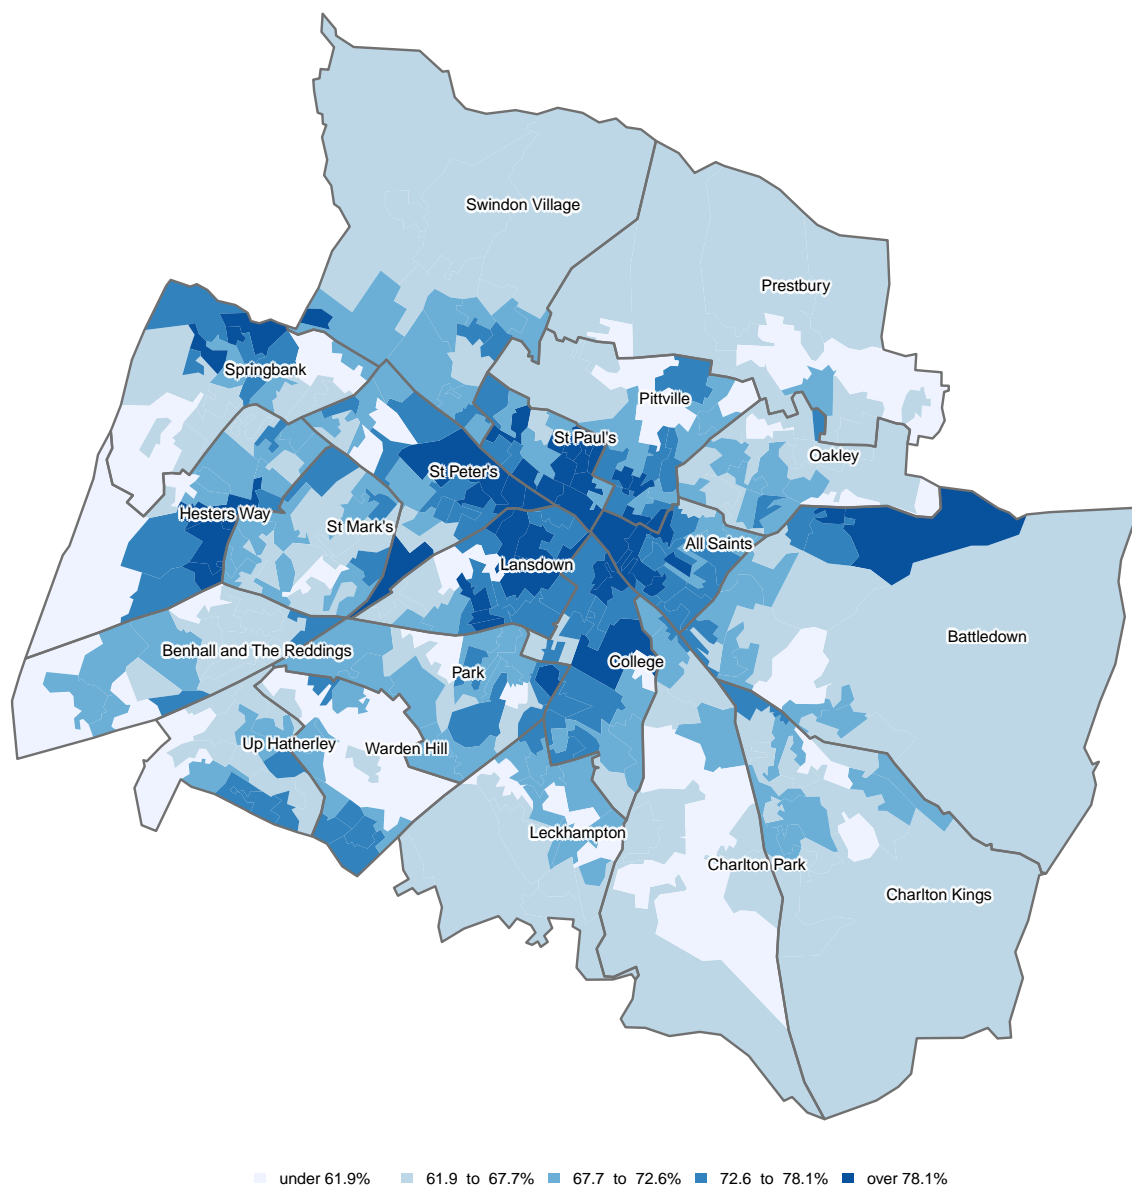 Swindon Village
Prestbury
Springbank
Pittville
St Paul's
Oakley
St Peter's
Hesters Way
St Mark's
All Saints
Lansdown
Battledown
Benhall and The Reddings
College
Park
Up Hatherley
Warden Hill
Leckhampton
Charlton Park
Charlton Kings
under 61.9% 61.9 to 67.7% 67.7 to 72.6% 72.6 to 78.1% over 78.1%